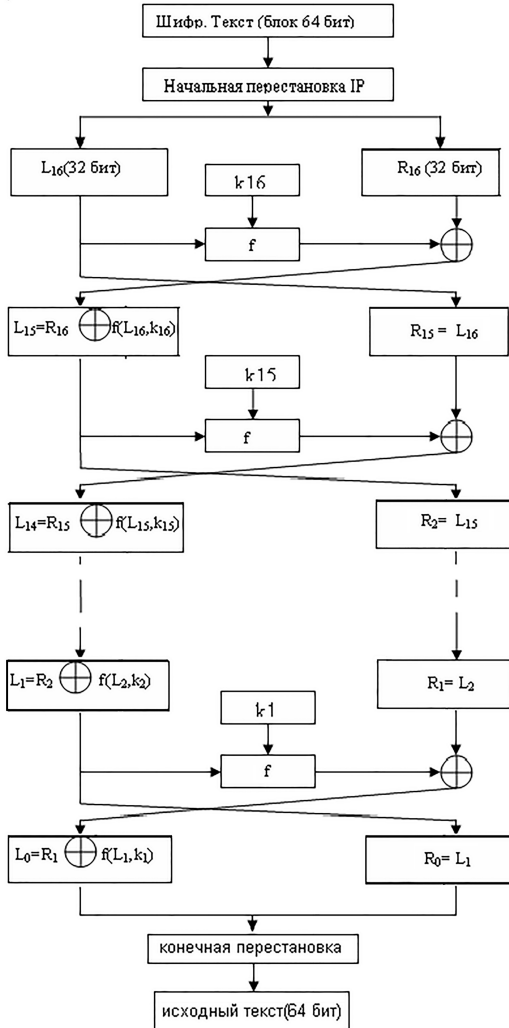 Шифр. Текст (блок 64 бит)
Начальная перестановка IP
L16(32 бит)
R16 (32 бит)
k16
f
L15=R16 ⊕ f(L16,k16)
R15 = L16
k15
f
L14=R15 ⊕ f(L15,k15)
R2= L15
L1=R2 ⊕ f(L2,k2)
R1= L2
k1
f
L0=R1 ⊕ f(L1,k1)
R0= L1
конечная перестановка
исходный текст(64 бит)